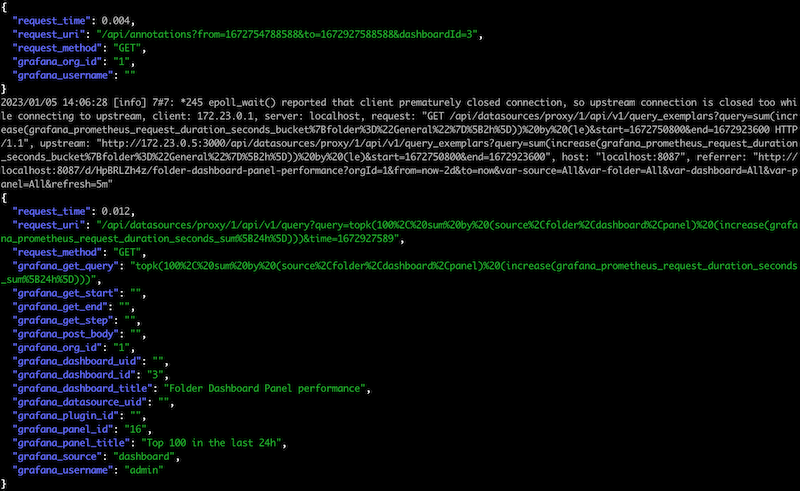 {
  "request_time": 0.004,
  "request_uri": "/api/annotations?from=1672754788588&to=1672927588588&dashboardId=3",
  "request_method": "GET",
  "grafana_org_id": "1",
  "grafana_username": ""
}
2023/01/05 14:06:28 [info] 7#7: *245 epoll_wait() reported that client prematurely closed connection, so upstream connection is closed too whi
le connecting to upstream, client: 172.23.0.1, server: localhost, request: "GET /api/datasources/proxy/1/api/v1/query_exemplars?query=sum(incr
ease(grafana_prometheus_request_duration_seconds_bucket%7Bfolder%3D%22General%22%7D%5B2h%5D))%20by%20(le)&start=1672750800&end=1672923600 HTTP
/1.1", upstream: "http://172.23.0.5:3000/api/datasources/proxy/1/api/v1/query_exemplars?query=sum(increase(grafana_prometheus_request_duration
_seconds_bucket%7Bfolder%3D%22General%22%7D%5B2h%5D))%20by%20(le)&start=1672750800&end=1672923600", host: "localhost:8087", referrer: "http://
localhost:8087/d/HpBRLZh4z/folder-dashboard-panel-performance?orgId=1&from=now-2d&to=now&var-source=All&var-folder=All&var-dashboard=All&var-p
anel=All&refresh=5m"
{
  "request_time": 0.012,
  "request_uri": "/api/datasources/proxy/1/api/v1/query?query=topk(100%2C%20sum%20by%20(source%2Cfolder%2Cdashboard%2Cpanel)%20(increase(grafa
na_prometheus_request_duration_seconds_sum%5B24h%5D)))&time=1672927589",
  "request_method": "GET",
  "grafana_get_query": "topk(100%2C%20sum%20by%20(source%2Cfolder%2Cdashboard%2Cpanel)%20(increase(grafana_prometheus_request_duration_seconds
_sum%5B24h%5D)))",
  "grafana_get_start": "",
  "grafana_get_end": "",
  "grafana_get_step": "",
  "grafana_post_body": "",
  "grafana_org_id": "1",
  "grafana_dashboard_uid": "",
  "grafana_dashboard_id": "3",
  "grafana_dashboard_title": "Folder Dashboard Panel performance",
  "grafana_datasource_uid": "",
  "grafana_plugin_id": "",
  "grafana_panel_id": "16",
  "grafana_panel_title": "Top 100 in the last 24h",
  "grafana_source": "dashboard",
  "grafana_username": "admin"
}